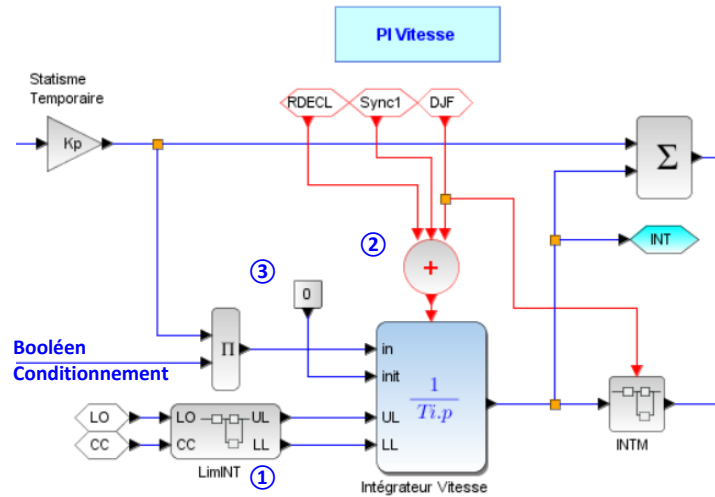 PI Vitesse
Statisme
Temporaire
RDECL
Sync1
DJF
Kp
Σ
INT
②
+
③
0
Π
Booléen
Conditionnement
in
init
UL
LL
1
Ti.p
LO
CC
LO
UL
CC
LL
LimINT
①
INTM
Intégrateur Vitesse